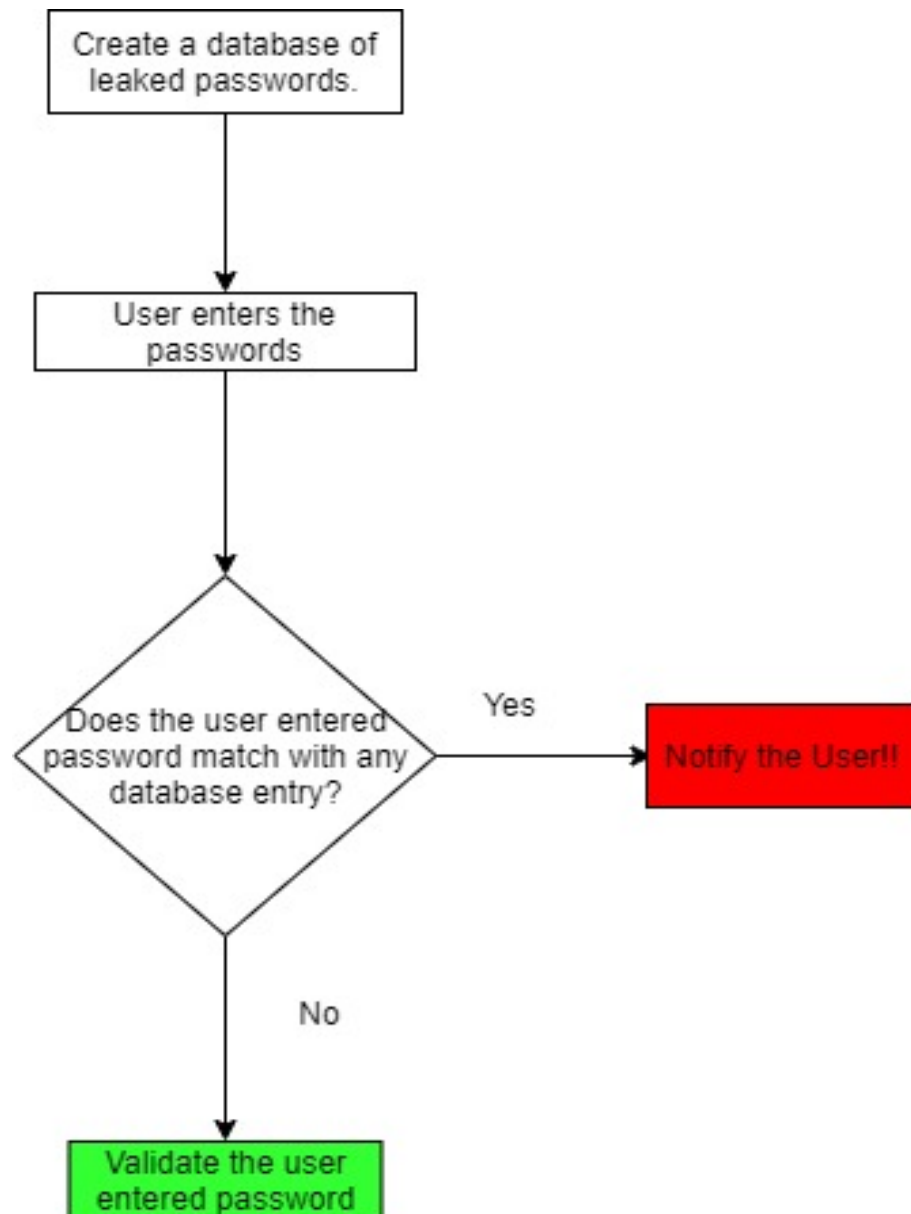 Create a database of
leaked passwords.
User enters the
passwords
Does the user entered
password match with any
database entry?
Yes
Notify the User!!
No
Validate the user
entered password